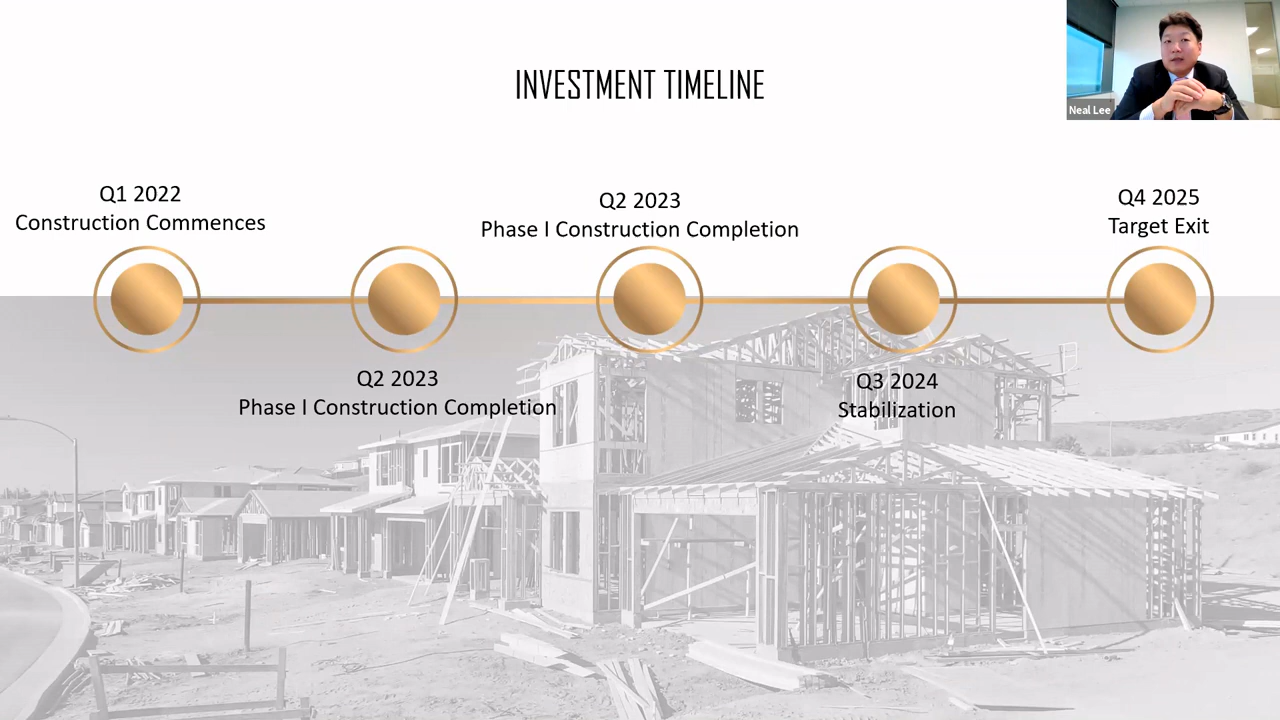 INVESTMENT TIMELINE
Neal Lee
Q1 2022
Construction Commences
Q2 2023
Phase I Construction Completion
Q2 2023
Phase I Construction Completion
Q3 2024
Stabilization
Q4 2025
Target Exit